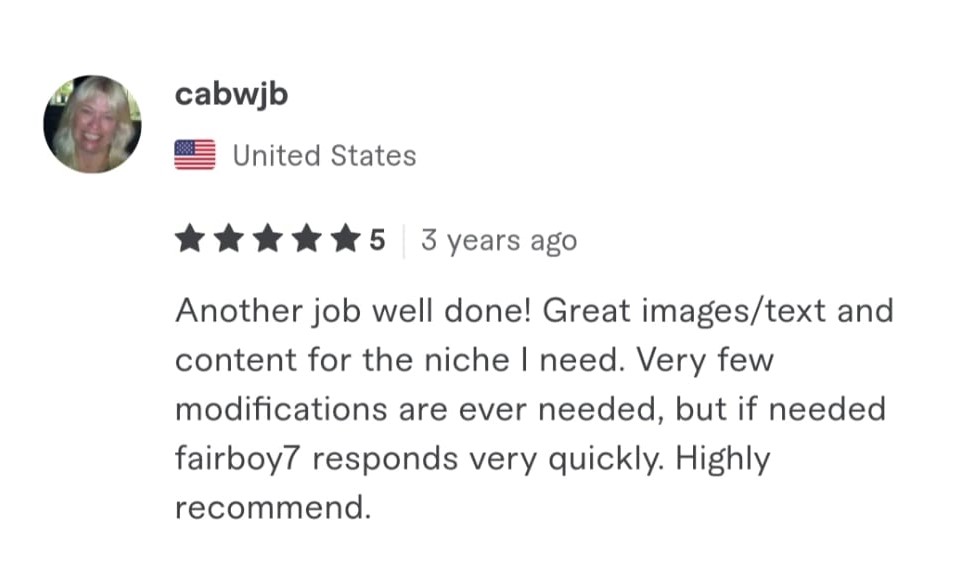 cabwjb
United States
5 3 years ago
Another job well done! Great images/text and
content for the niche I need. Very few
modifications are ever needed, but if needed
fairboy7 responds very quickly. Highly
recommend.